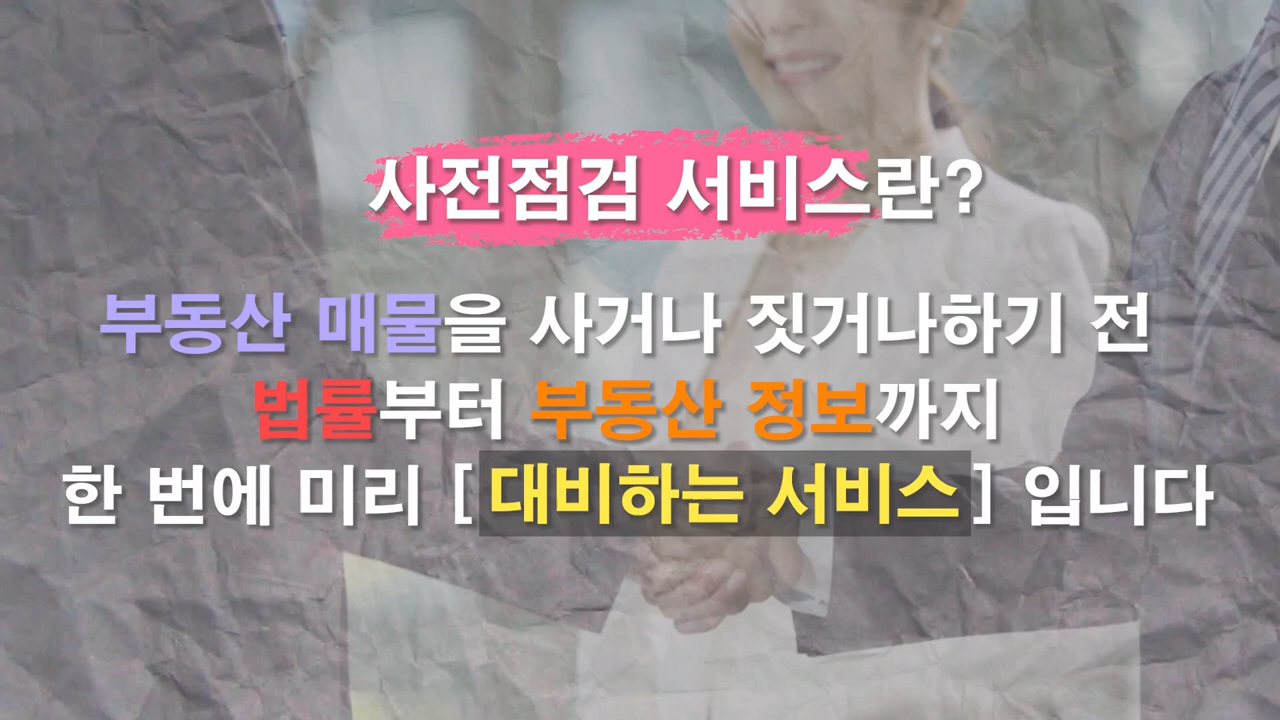 사전점검 서비스란?
부동산 매물을 사거나 짓거나하기 전
법률부터 부동산 정보까지
한 번에 미리 [ 대비하는 서비스 ] 입니다